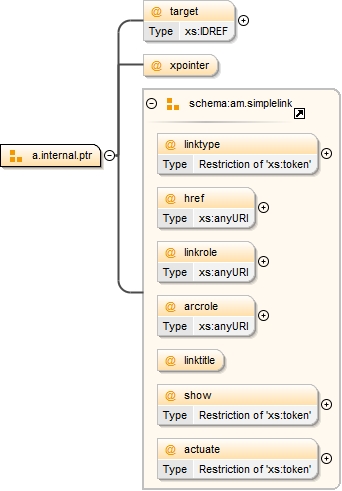 @ target
Type xs:IDREF
@ xpointer
schema:am.simplelink
a.internal.ptr
@ linktype
Type Restriction of 'xs:token'
@ href
Type xs:anyURI
@ linkrole
Type xs:anyURI
@ arcrole
Type xs:anyURI
@ linktitle
@ show
Type Restriction of 'xs:token'
@ actuate
Type Restriction of 'xs:token'